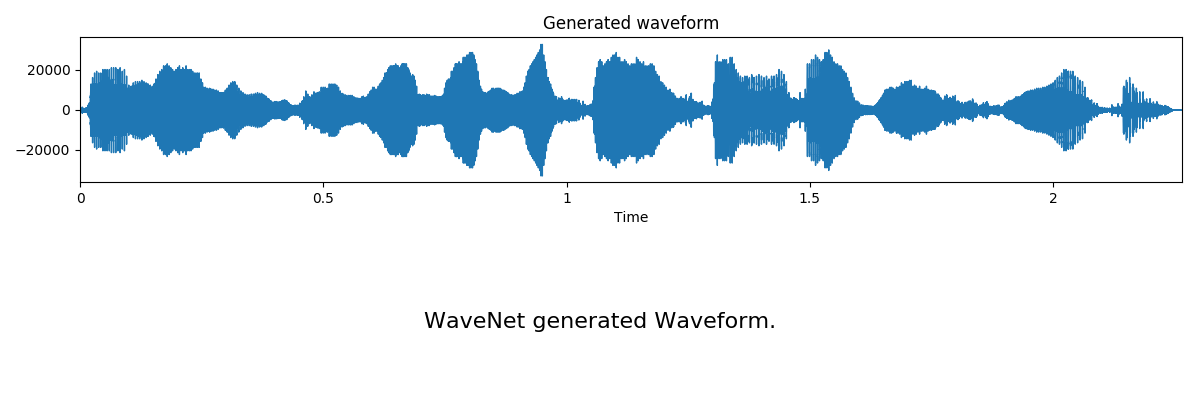 Generated waveform
20000
0
−20000
0 0.5 1 1.5 2
Time
WaveNet generated Waveform.